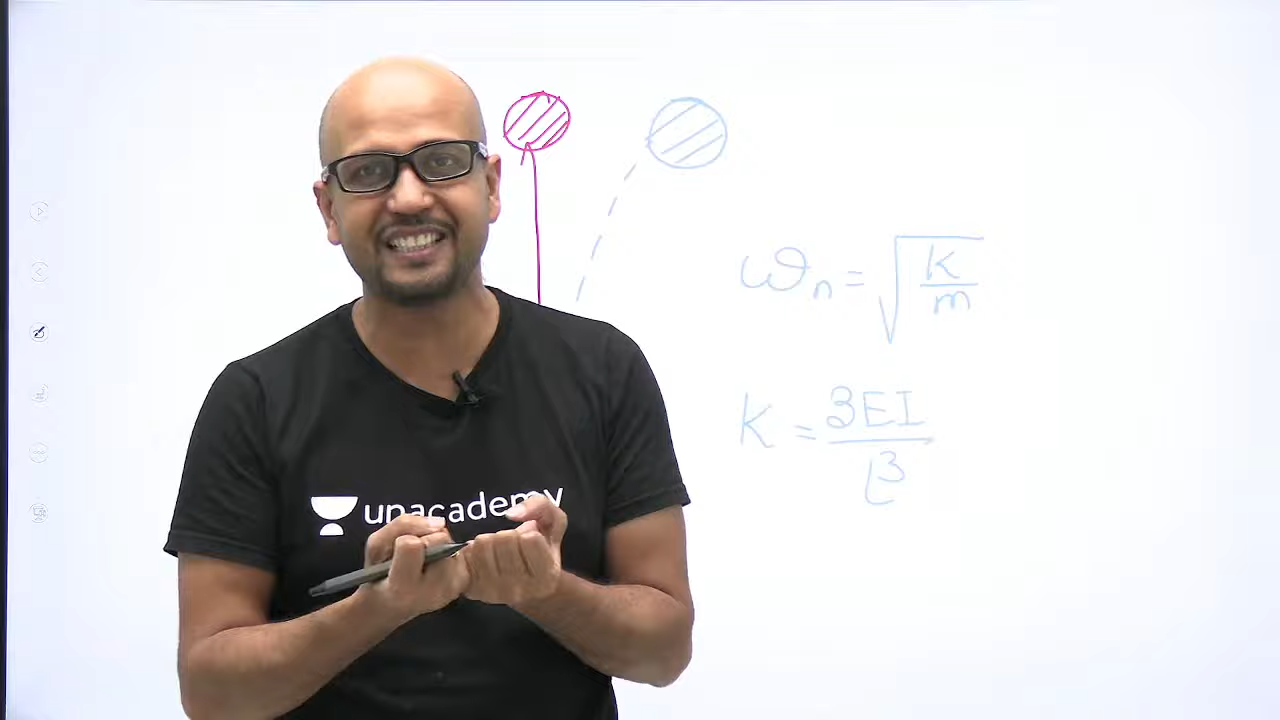 unacademy
ωn = √(k/m)
K = 3EI/l³